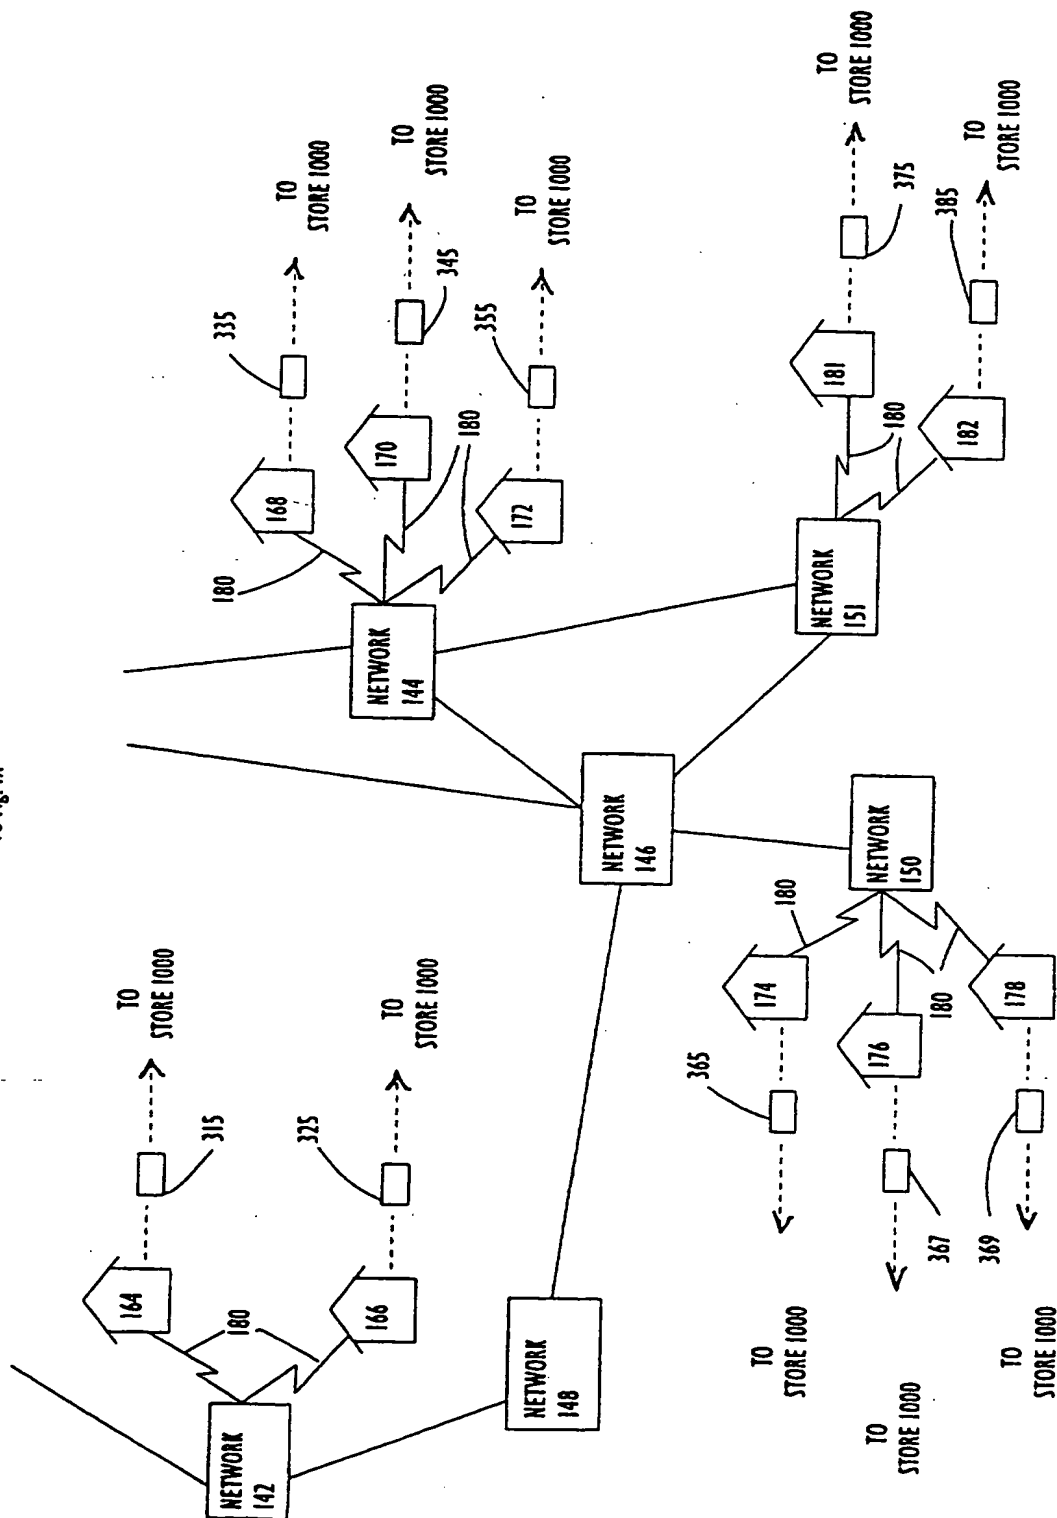 TO
STORE 1000
315
164
180
NETWORK
142
166
325
TO
STORE 1000
NETWORK
148
335
TO
STORE 1000
168
180
345
TO
STORE 1000
170
NETWORK
144
180
355
TO
STORE 1000
172
NETWORK
146
365
174
180
TO
STORE 1000
NETWORK
150
176
180
367
TO
STORE 1000
369
178
TO
STORE 1000
NETWORK
151
181
375
TO
STORE 1000
180
182
385
TO
STORE 1000